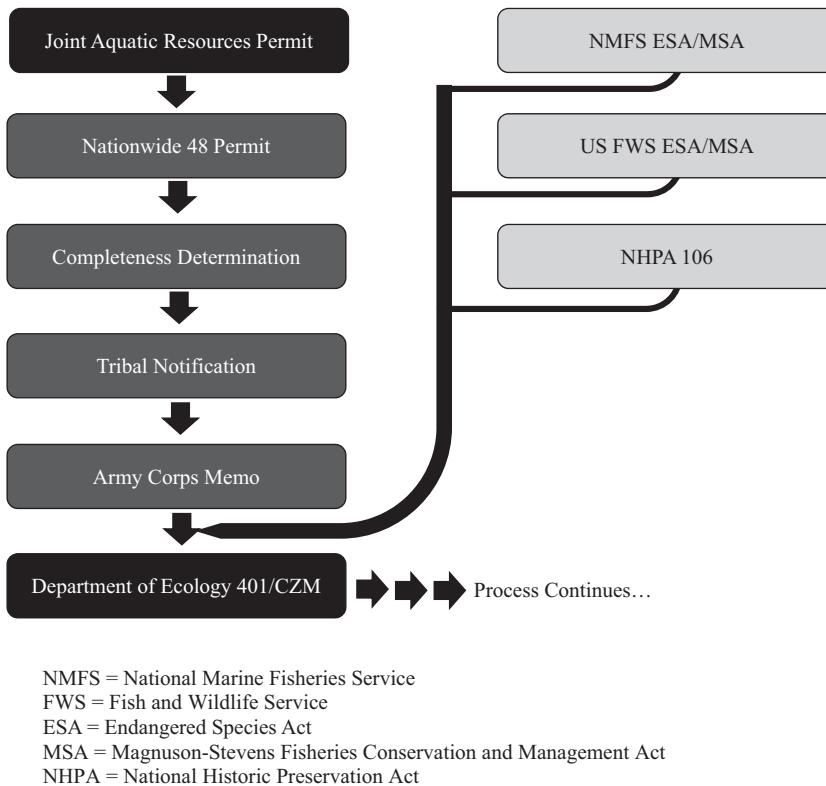 Joint Aquatic Resources Permit
Nationwide 48 Permit
Completeness Determination
Tribal Notification
Army Corps Memo
Department of Ecology 401/CZM
Process Continues…
NMFS ESA/MSA
US FWS ESA/MSA
NHPA 106
NMFS = National Marine Fisheries Service
FWS = Fish and Wildlife Service
ESA = Endangered Species Act
MSA = Magnuson-Stevens Fisheries Conservation and Management Act
NHPA = National Historic Preservation Act